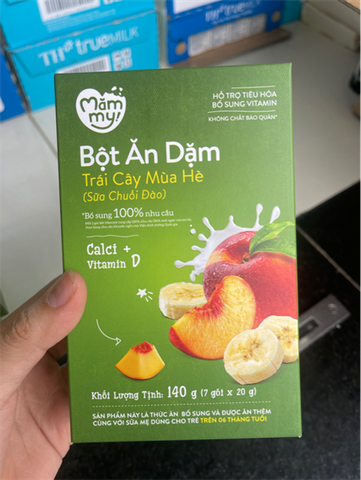 TH true MILK
TH true MILK
Măm
my!
HỖ TRỢ TIÊU HÓA
BỔ SUNG VITAMIN
KHÔNG CHẤT BẢO QUẢN*
Bột Ăn Dặm
Trái Cây Mùa Hè
(Sữa Chuối Đào)
*Bổ sung 100% nhu cầu
Calci +
Vitamin D
Khối Lượng Tịnh: 140 g (7 gói x 20 g)
SẢN PHẨM NÀY LÀ THỨC ĂN BỔ SUNG VÀ ĐƯỢC ĂN THÊM
CÙNG VỚI SỮA MẸ DÙNG CHO TRẺ TRÊN 06 THÁNG TUỔI